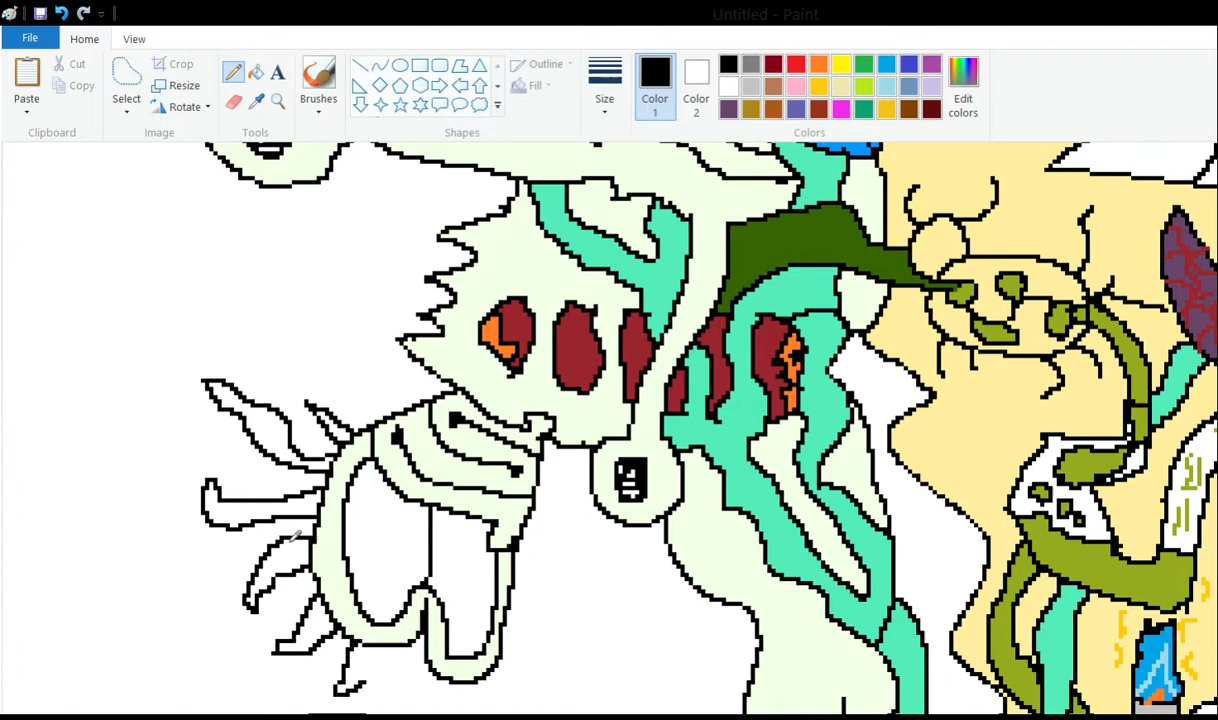 Untitled - Paint
File Home View
Paste
Cut
Copy
Clipboard
Select
Crop
Resize
Rotate
Image
A
Tools
Brushes
Outline
Fill
Shapes
Size
Color
1
Color
2
Edit
colors
Colors